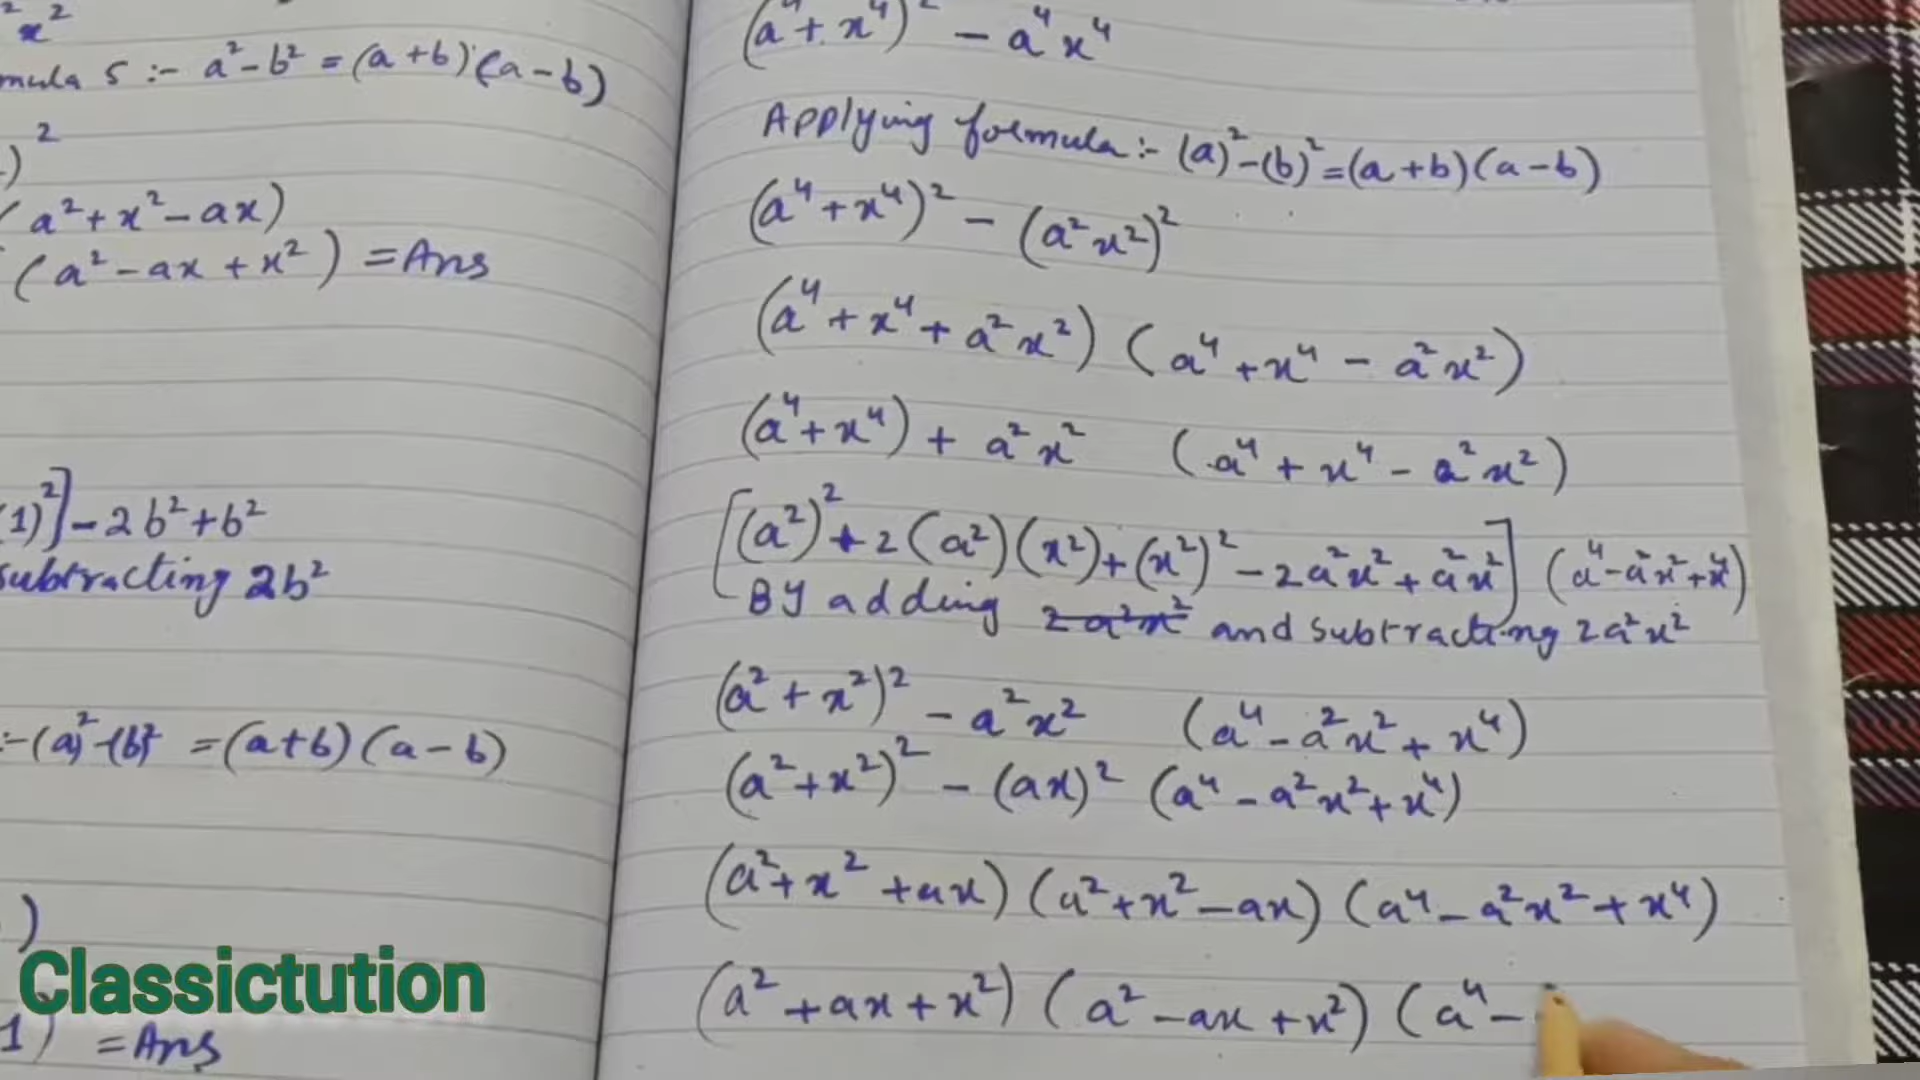 ²x²
mula 5 :- a²-b² = (a+b)(a-b)
)²
(a²+x²-ax)
(a²-ax+x²) = Ans
(1)²]-2b²+b²
subtracting 2b²
:-(a)²-(b)² = (a+b)(a-b)
)
1) = Ans
(a⁴+x⁴)² - a⁴x⁴
Applying formula:- (a)²-(b)²=(a+b)(a-b)
(a⁴+x⁴)² - (a²x²)²
(a⁴+x⁴+a²x²) (a⁴+x⁴-a²x²)
(a⁴+x⁴) + a²x² (a⁴+x⁴-a²x²)
[(a²)²+2(a²)(x²)+(x²)²-2a²x²+a²x²] (a⁴-a²x²+x⁴)
By adding 2a²x² and subtracting 2a²x²
(a²+x²)² - a²x² (a⁴-a²x²+x⁴)
(a²+x²)² - (ax)² (a⁴-a²x²+x⁴)
(a²+x²+ax) (a²+x²-ax) (a⁴-a²x²+x⁴)
(a²+ax+x²) (a²-ax+x²) (a⁴-
Classictution